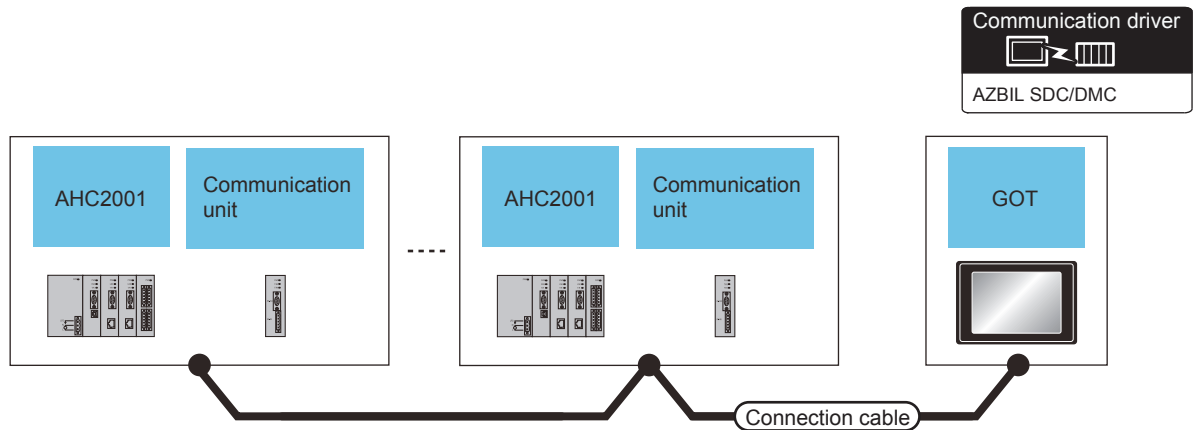 Communication driver
AZBIL SDC/DMC
AHC2001
Communication
unit
AHC2001
Communication
unit
GOT
Connection cable